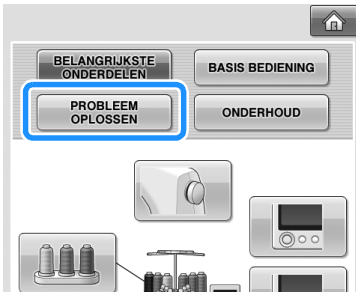 BELANGRIJKSTE
ONDERDELEN
BASIS BEDIENING
PROBLEEM
OPLOSSEN
ONDERHOUD